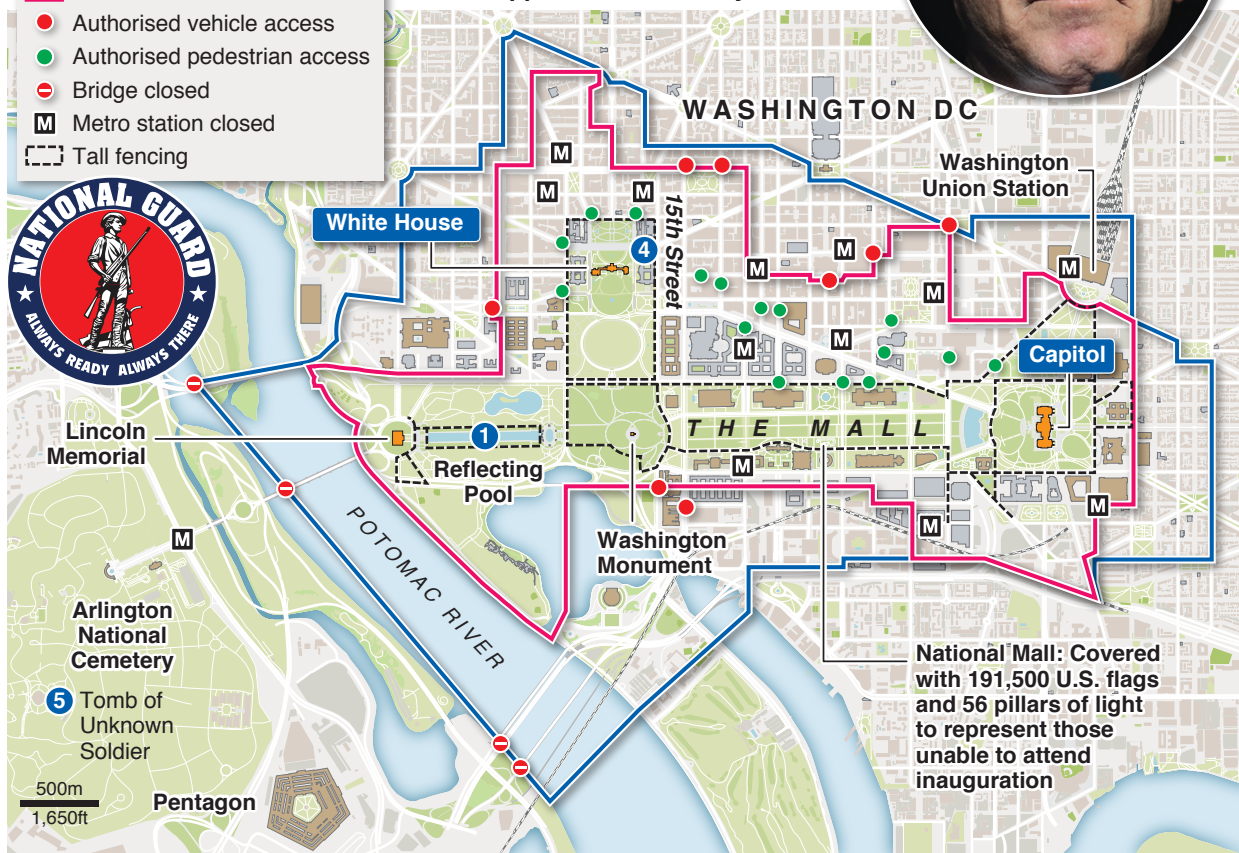 Authorised vehicle access
Authorised pedestrian access
Bridge closed
M Metro station closed
Tall fencing
NATIONAL GUARD
ALWAYS READY ALWAYS THERE
WASHINGTON DC
Washington
Union Station
White House
4
15th Street
M
M
M
M
M
M
M
M
M
M
M
M
M
Capitol
Lincoln
Memorial
1
Reflecting
Pool
THE MALL
Washington
Monument
POTOMAC RIVER
Arlington
National
Cemetery
5 Tomb of
Unknown
Soldier
500m
1,650ft
Pentagon
National Mall: Covered
with 191,500 U.S. flags
and 56 pillars of light
to represent those
unable to attend
inauguration